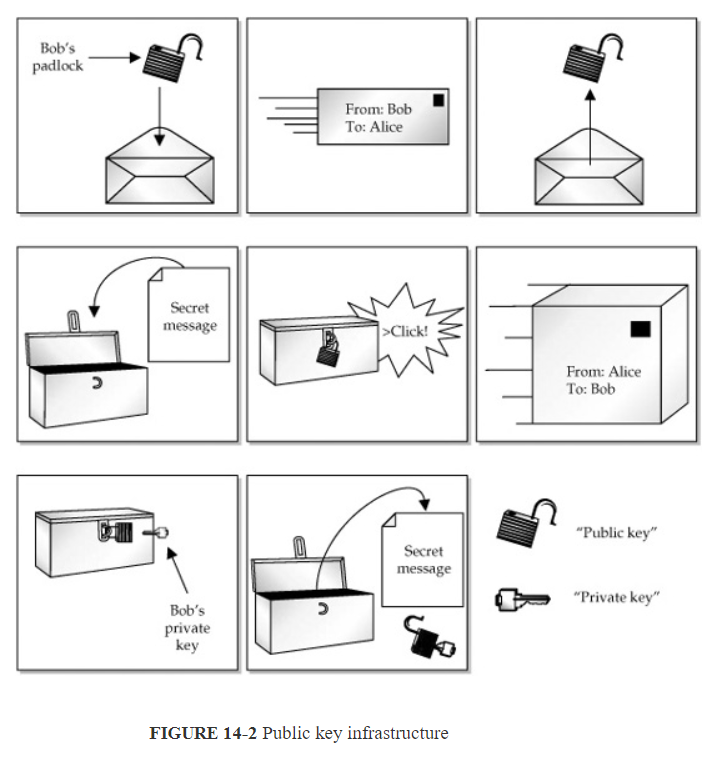 Bob's
padlock
From: Bob
To: Alice
Secret
message
>Click!
From: Alice
To: Bob
Bob's
private
key
Secret
message
"Public key"
"Private key"
FIGURE 14-2 Public key infrastructure